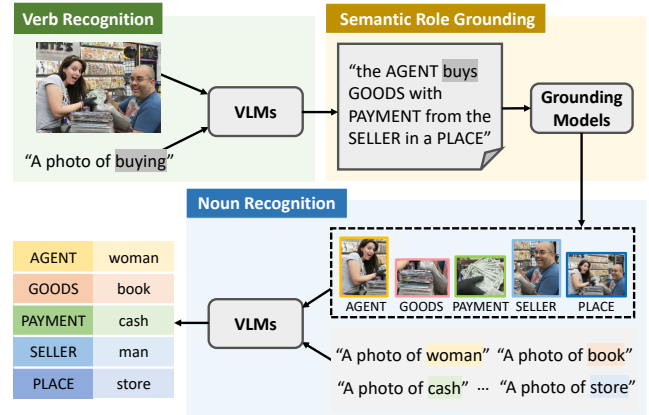 Verb Recognition
Semantic Role Grounding
VLMs
“A photo of buying”
“the AGENT buys
GOODS with
PAYMENT from the
SELLER in a PLACE”
Grounding
Models
Noun Recognition
AGENT GOODS PAYMENT SELLER PLACE
VLMs
“A photo of woman” “A photo of book”
“A photo of cash” ... “A photo of store”
AGENT woman
GOODS book
PAYMENT cash
SELLER man
PLACE store